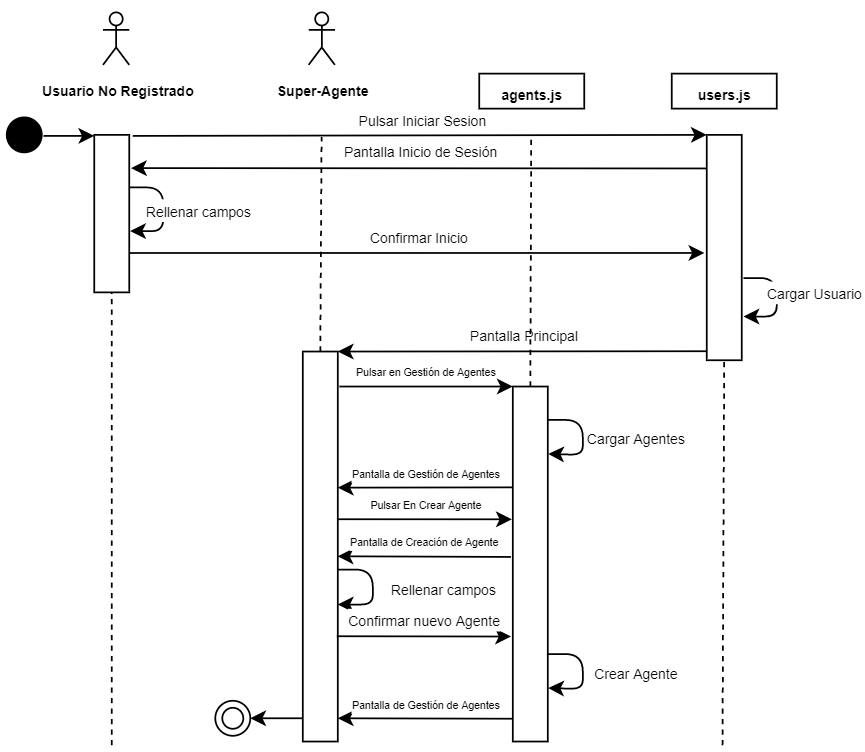 Usuario No Registrado
Super-Agente
agents.js
users.js
Pulsar Iniciar Sesion
Pantalla Inicio de Sesión
Rellenar campos
Confirmar Inicio
Cargar Usuario
Pantalla Principal
Pulsar en Gestión de Agentes
Cargar Agentes
Pantalla de Gestión de Agentes
Pulsar En Crear Agente
Pantalla de Creación de Agente
Rellenar campos
Confirmar nuevo Agente
Crear Agente
Pantalla de Gestión de Agentes